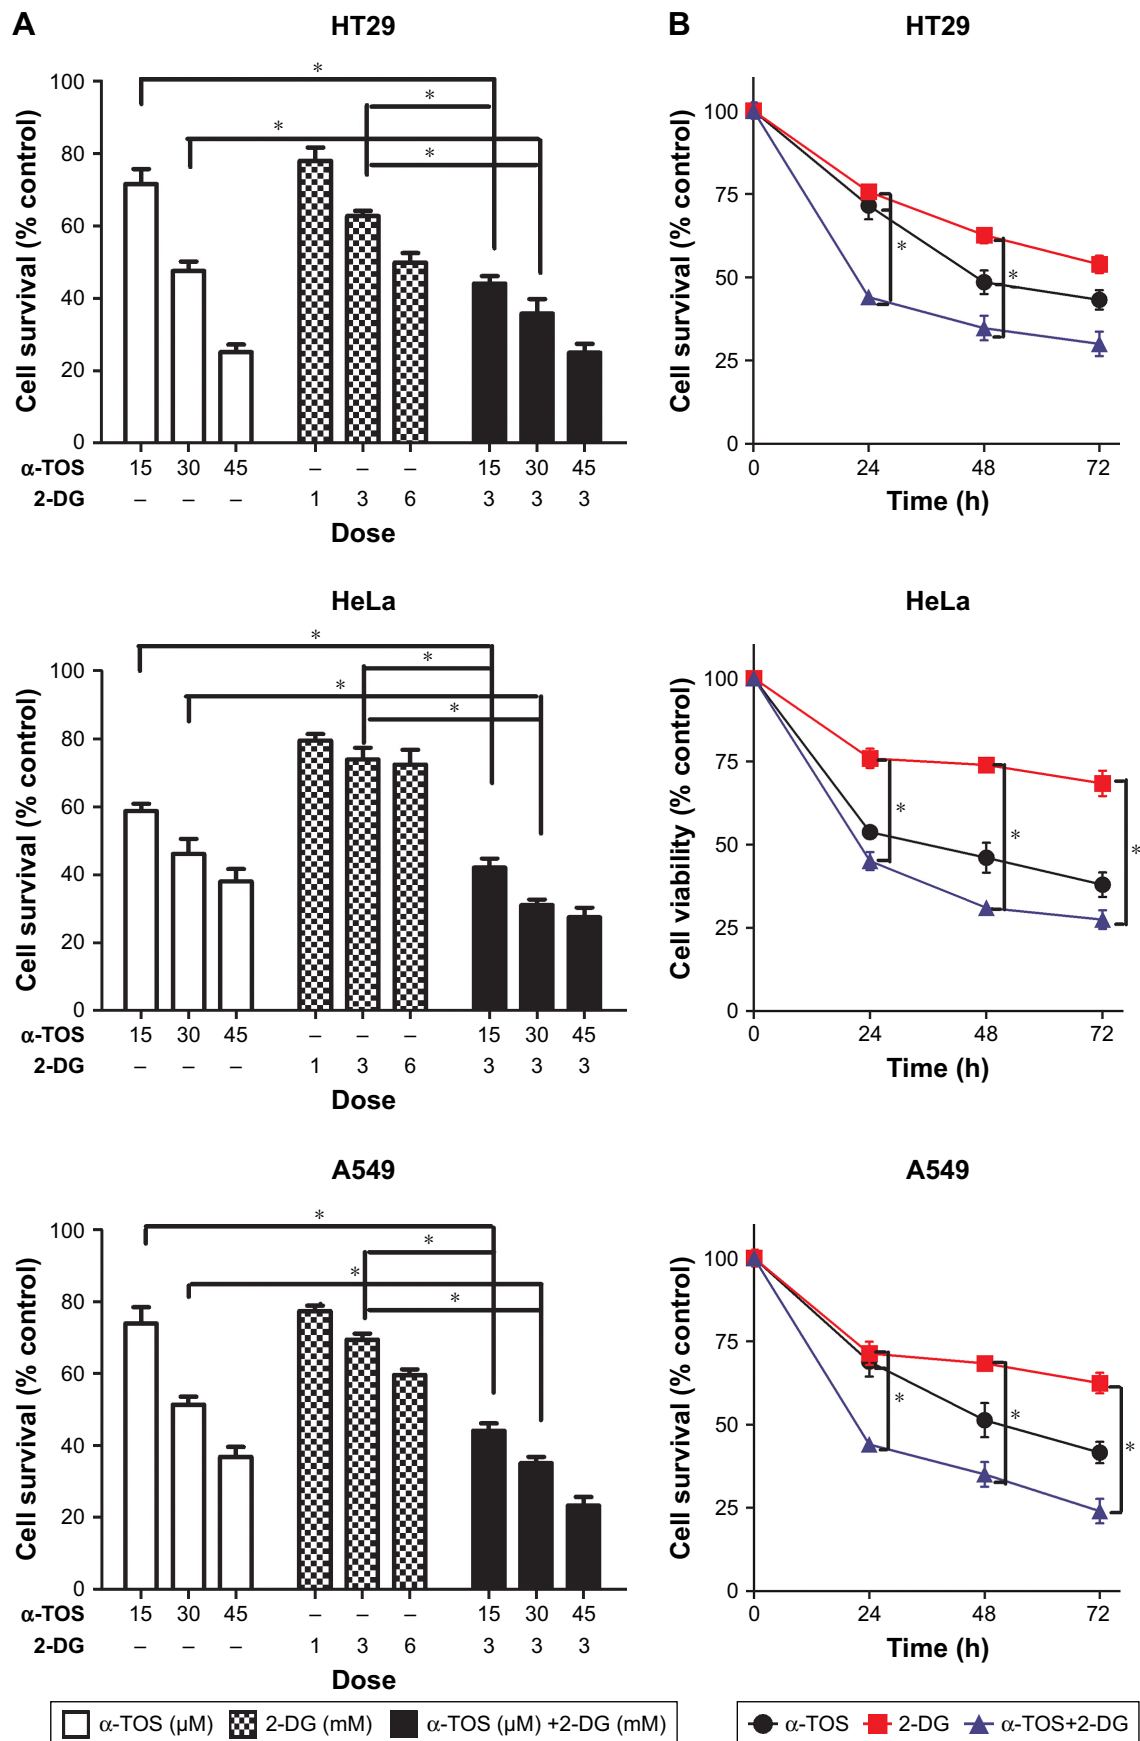 A
HT29
Cell survival (% control)
100
80
60
40
20
0
*
*
*
*
α-TOS 15 30 45 – – – 15 30 45
2-DG – – – 1 3 6 3 3 3
Dose
B
HT29
Cell survival (% control)
100
75
50
25
0
*
*
0 24 48 72
Time (h)
HeLa
Cell survival (% control)
100
80
60
40
20
0
*
*
*
*
α-TOS 15 30 45 – – – 15 30 45
2-DG – – – 1 3 6 3 3 3
Dose
HeLa
Cell viability (% control)
100
75
50
25
0
*
*
*
0 24 48 72
Time (h)
A549
Cell survival (% control)
100
80
60
40
20
0
*
*
*
*
α-TOS 15 30 45 – – – 15 30 45
2-DG – – – 1 3 6 3 3 3
Dose
A549
Cell survival (% control)
100
75
50
25
0
*
*
*
0 24 48 72
Time (h)
α-TOS (µM) 2-DG (mM) α-TOS (µM) +2-DG (mM)
α-TOS 2-DG α-TOS+2-DG